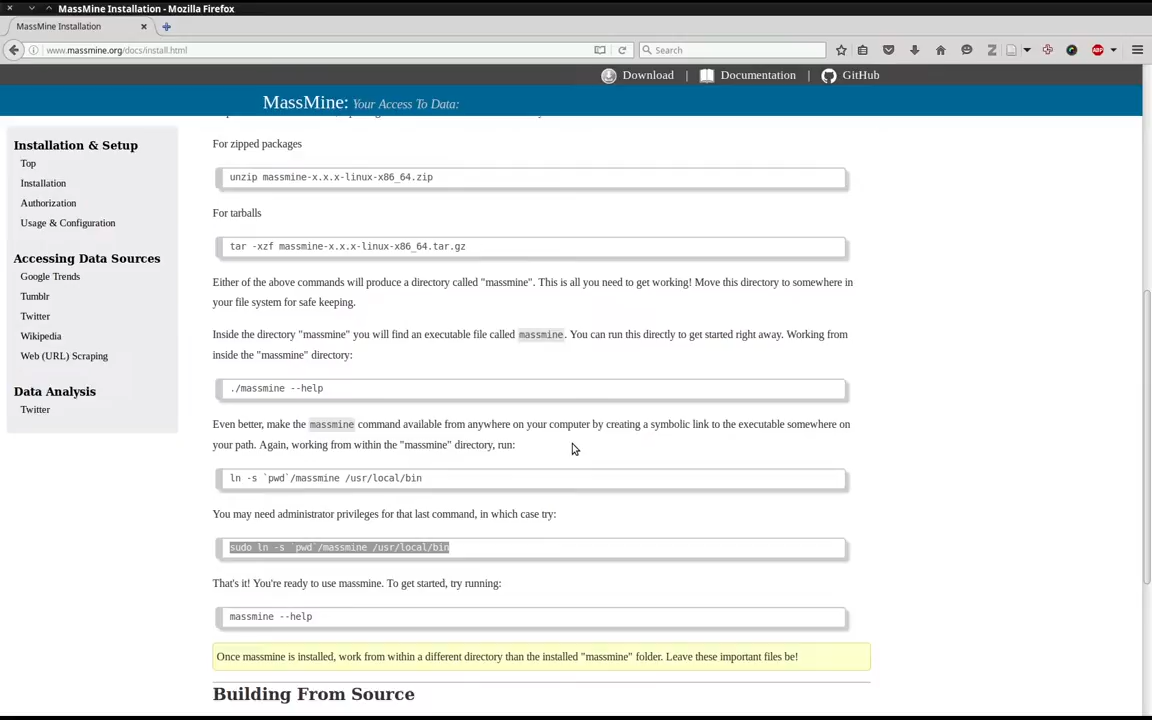 MassMine Installation - Mozilla Firefox
MassMine Installation
www.massmine.org/docs/install.html
Search
Download | Documentation | GitHub
MassMine: Your Access To Data:
Installation & Setup
Top
Installation
Authorization
Usage & Configuration
Accessing Data Sources
Google Trends
Tumblr
Twitter
Wikipedia
Web (URL) Scraping
Data Analysis
Twitter
For zipped packages
unzip massmine-x.x.x-linux-x86_64.zip
For tarballs
tar -xzf massmine-x.x.x-linux-x86_64.tar.gz
Either of the above commands will produce a directory called "massmine". This is all you need to get working! Move this directory to somewhere in
your file system for safe keeping.
Inside the directory "massmine" you will find an executable file called massmine. You can run this directly to get started right away. Working from
inside the "massmine" directory:
./massmine --help
Even better, make the massmine command available from anywhere on your computer by creating a symbolic link to the executable somewhere on
your path. Again, working from within the "massmine" directory, run:
ln -s `pwd`/massmine /usr/local/bin
You may need administrator privileges for that last command, in which case try:
sudo ln -s `pwd`/massmine /usr/local/bin
That's it! You're ready to use massmine. To get started, try running:
massmine --help
Once massmine is installed, work from within a different directory than the installed "massmine" folder. Leave these important files be!
Building From Source